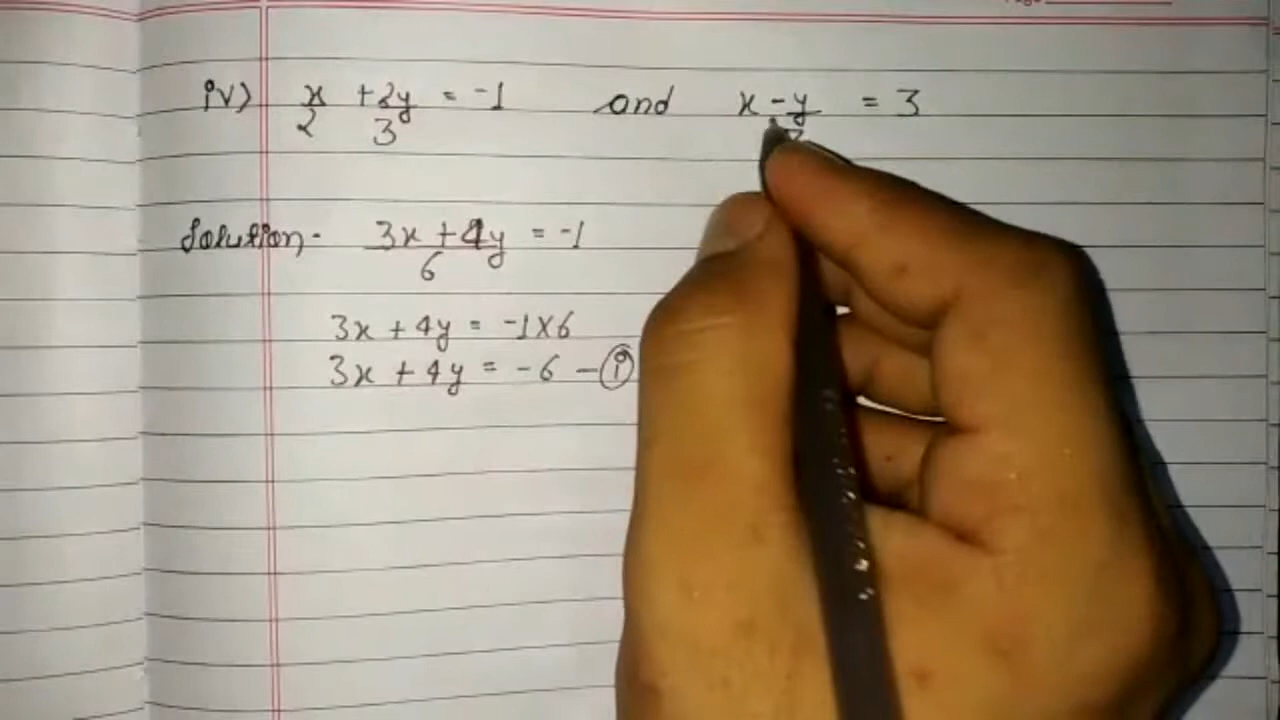 iv) x/2 + 2y/3 = -1 and x - y/3 = 3
Solution - 3x + 4y/6 = -1
3x + 4y = -1 x 6
3x + 4y = -6 - (i)